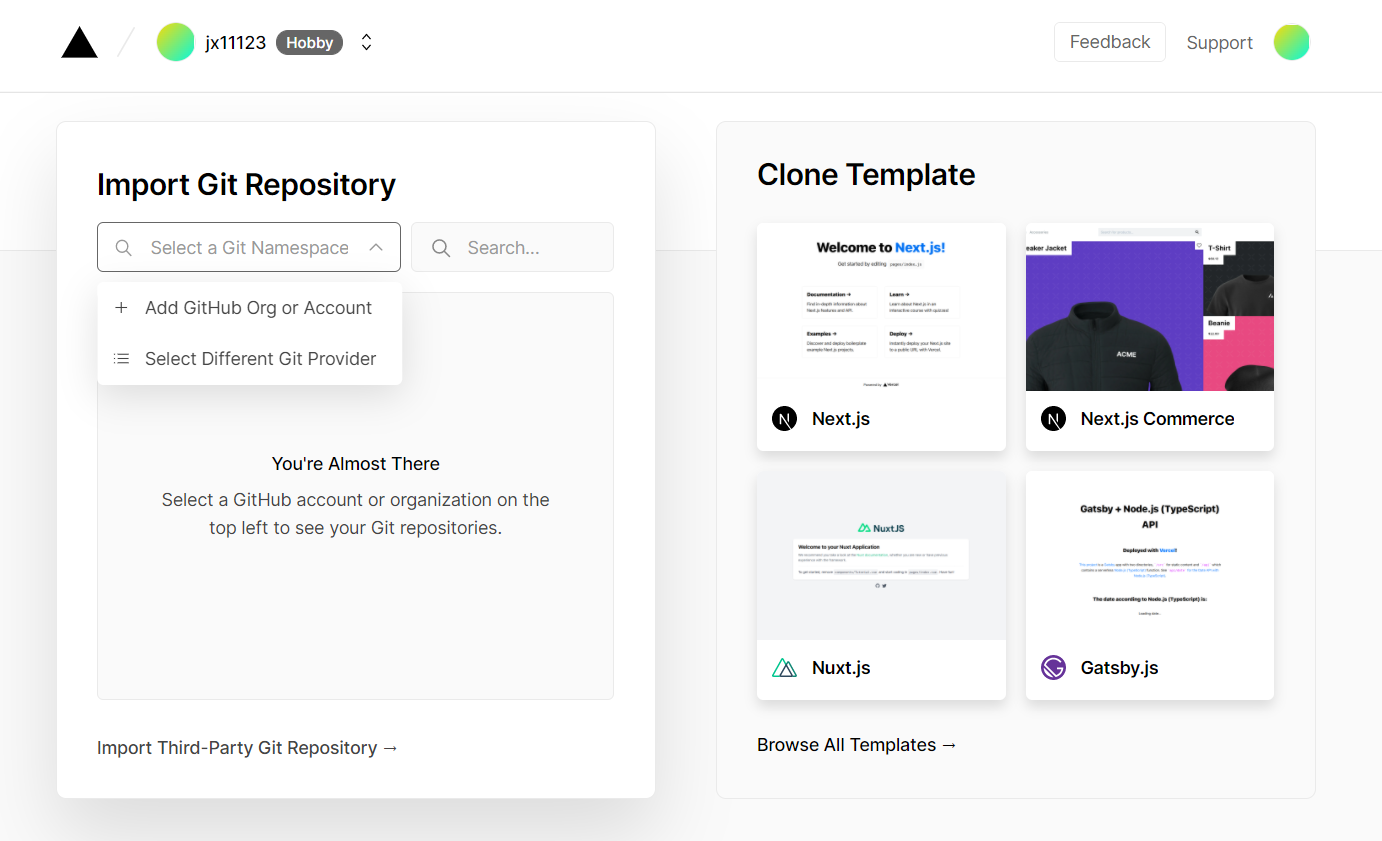 jx11123 Hobby
Feedback Support
Import Git Repository
Select a Git Namespace
Search...
Add GitHub Org or Account
Select Different Git Provider
You're Almost There
Select a GitHub account or organization on the
top left to see your Git repositories.
Import Third-Party Git Repository →
Clone Template
Welcome to Next.js!
Get started by editing pages/index.js
Documentation →
Find in-depth information about
Next.js features and API.
Learn →
Learn about Next.js in an
interactive course with quizzes!
Examples →
Discover and deploy boilerplate
example Next.js projects.
Deploy →
Instantly deploy your Next.js site
to a public URL with Vercel.
Powered by
Next.js
eaker Jacket
T-Shirt
Beanie
ACME
Next.js Commerce
NuxtJS
Welcome to your Nuxt Application
Nuxt.js
Gatsby + Node.js (TypeScript)
API
Deployed with Vercel!
The date according to Node.js (TypeScript) is:
Loading date...
Gatsby.js
Browse All Templates →